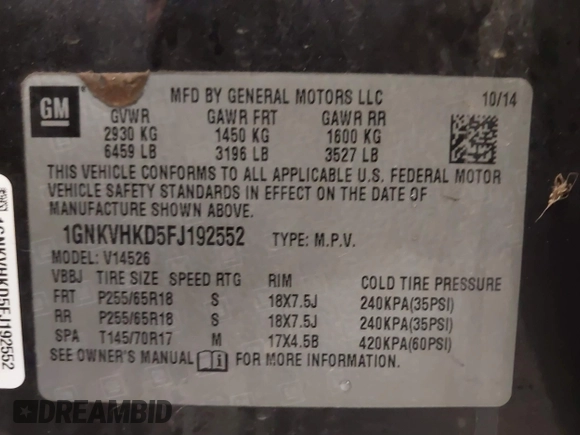 GM
MFD BY GENERAL MOTORS LLC 10/14
GVWR GAWR FRT GAWR RR
2930 KG 1450 KG 1600 KG
6459 LB 3196 LB 3527 LB
THIS VEHICLE CONFORMS TO ALL APPLICABLE U.S. FEDERAL MOTOR
VEHICLE SAFETY STANDARDS IN EFFECT ON THE DATE OF
MANUFACTURE SHOWN ABOVE.
1GNKVHKD5FJ192552 TYPE: M.P.V.
MODEL: V14526
VBBJ TIRE SIZE SPEED RTG RIM COLD TIRE PRESSURE
FRT P255/65R18 S 18X7.5J 240KPA(35PSI)
RR P255/65R18 S 18X7.5J 240KPA(35PSI)
SPA T145/70R17 M 17X4.5B 420KPA(60PSI)
SEE OWNER'S MANUAL FOR MORE INFORMATION
1GNKVHKD5FJ192552
DREAMBID